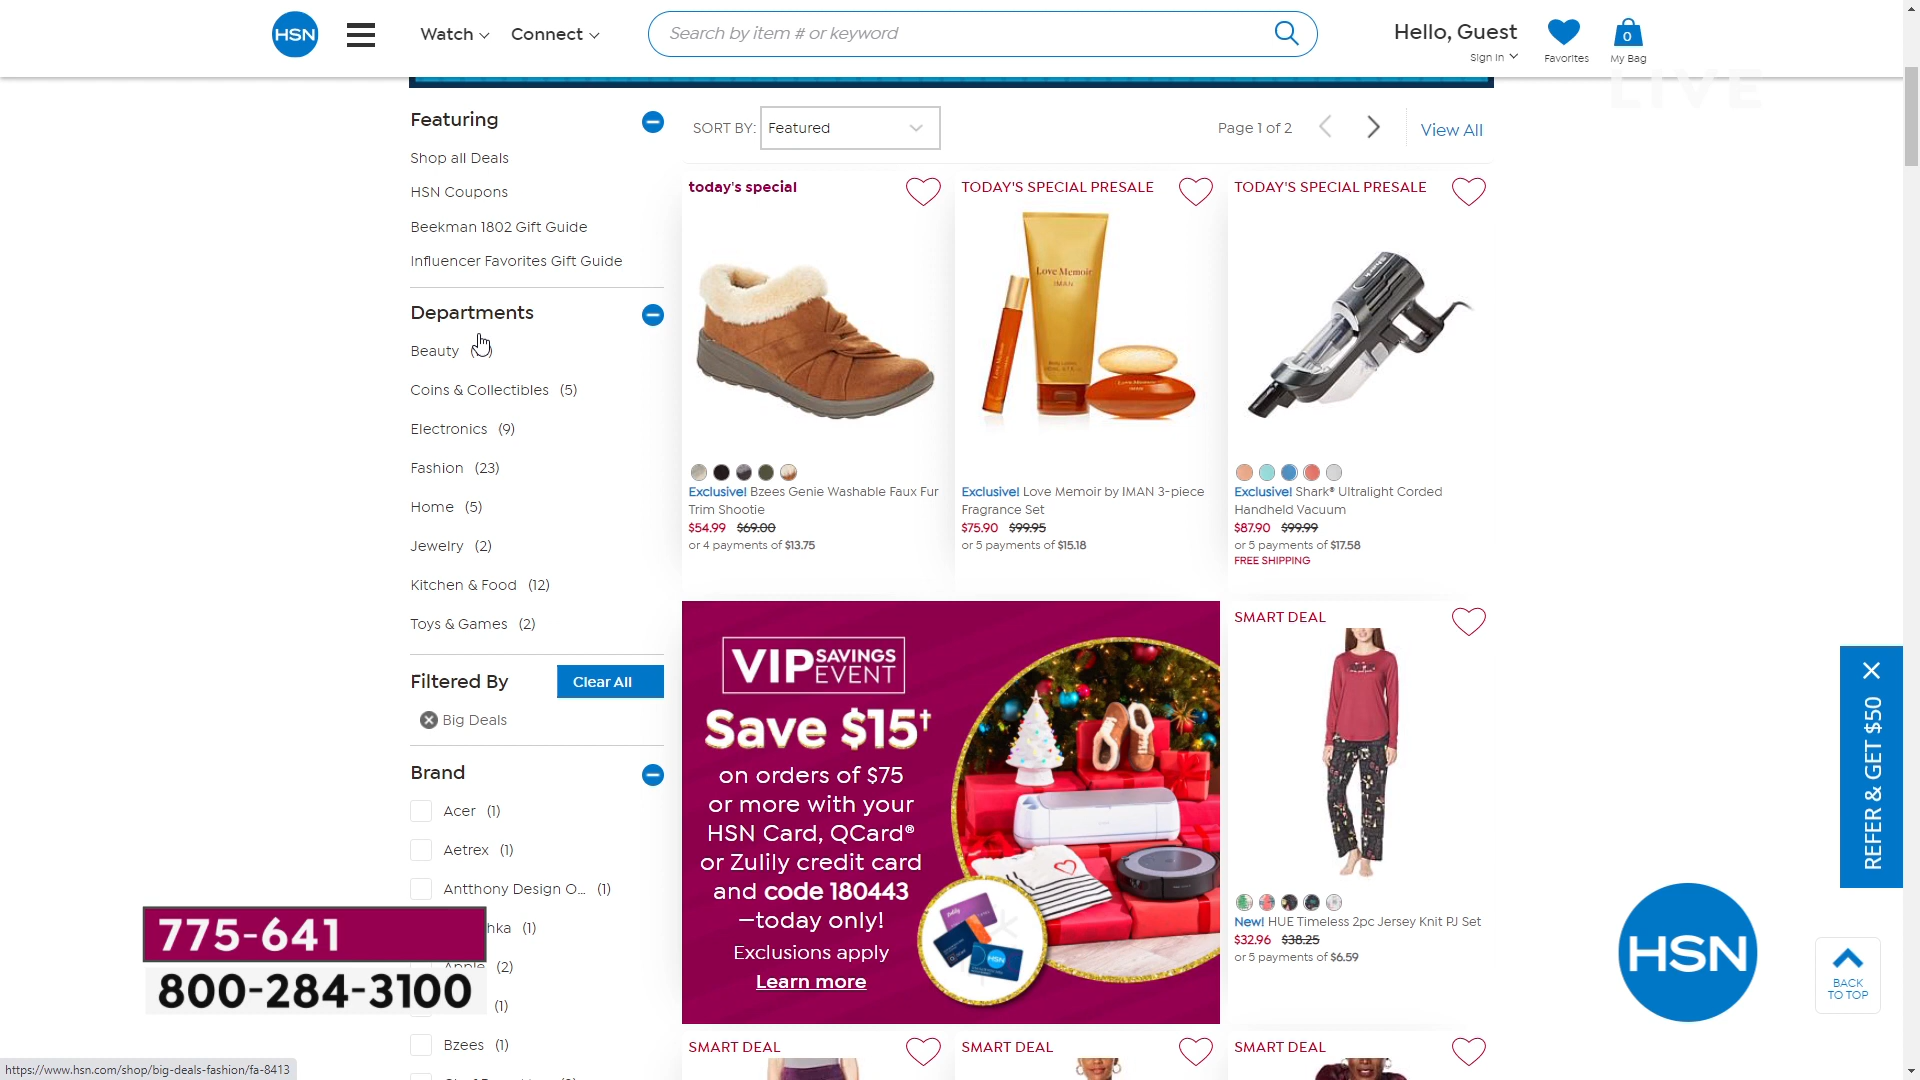 HSN
Watch
Connect
Search by item # or keyword
Hello, Guest
Sign In
Favorites
0
My Bag
LIVE
Featuring
Shop all Deals
HSN Coupons
Beekman 1802 Gift Guide
Influencer Favorites Gift Guide
Departments
Beauty
Coins & Collectibles (5)
Electronics (9)
Fashion (23)
Home (5)
Jewelry (2)
Kitchen & Food (12)
Toys & Games (2)
Filtered By
Clear All
Big Deals
Brand
Acer (1)
Aetrex (1)
Antthony Design O... (1)
hka (1)
Apple (2)
(1)
Bzees (1)
775-641
800-284-3100
SORT BY: Featured
Page 1 of 2
View All
today's special
Exclusive! Bzees Genie Washable Faux Fur
Trim Shootie
$54.99 $69.00
or 4 payments of $13.75
TODAY'S SPECIAL PRESALE
Love Memoir
IMAN
Exclusive! Love Memoir by IMAN 3-piece
Fragrance Set
$75.90 $99.95
or 5 payments of $15.18
TODAY'S SPECIAL PRESALE
Shark
Exclusive! Shark® Ultralight Corded
Handheld Vacuum
$87.90 $99.99
or 5 payments of $17.58
FREE SHIPPING
VIP SAVINGS EVENT
Save $15†
on orders of $75
or more with your
HSN Card, QCard®
or Zulily credit card
and code 180443
—today only!
Exclusions apply
Learn more
HSN
SMART DEAL
New! HUE Timeless 2pc Jersey Knit PJ Set
$32.96 $38.25
or 5 payments of $6.59
SMART DEAL
SMART DEAL
SMART DEAL
REFER & GET $50
HSN
BACK
TO TOP
https://www.hsn.com/shop/big-deals-fashion/fa-8413